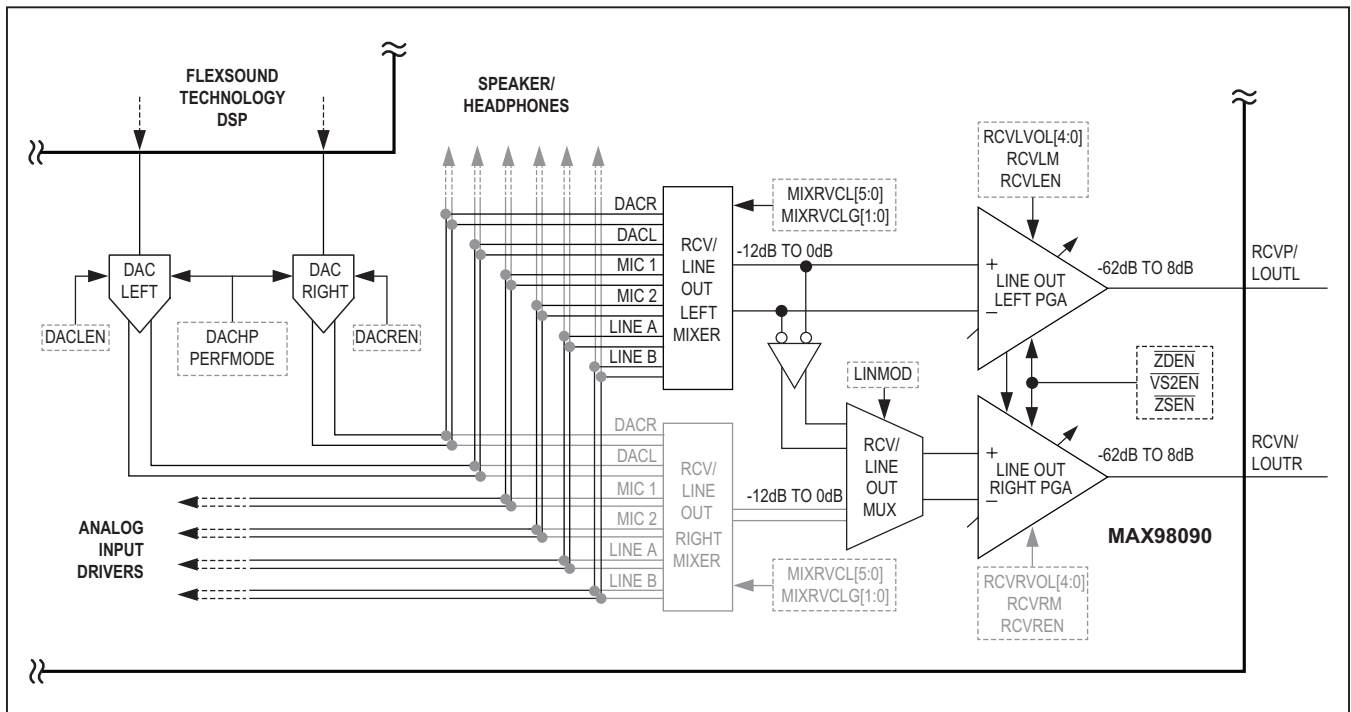 FLEXSOUND
TECHNOLOGY
DSP
SPEAKER/
HEADPHONES
DAC
LEFT
DAC
RIGHT
DACLEN
DACHP
PERFMODE
DACREN
DACR
DACL
MIC 1
MIC 2
LINE A
LINE B
RCV/
LINE
OUT
LEFT
MIXER
MIXRVCL[5:0]
MIXRVCLG[1:0]
-12dB TO 0dB
RCVLVOL[4:0]
RCVLM
RCVLEN
+
LINE OUT
LEFT PGA
−
-62dB TO 8dB
RCVP/
LOUTL
LINMOD
ZDEN
VS2EN
ZSEN
DACR
DACL
MIC 1
MIC 2
LINE A
LINE B
RCV/
LINE
OUT
RIGHT
MIXER
-12dB TO 0dB
MIXRVCL[5:0]
MIXRVCLG[1:0]
RCV/
LINE
OUT
MUX
+
LINE OUT
RIGHT PGA
−
-62dB TO 8dB
RCVN/
LOUTR
MAX98090
RCVRVOL[4:0]
RCVRM
RCVREN
ANALOG
INPUT
DRIVERS